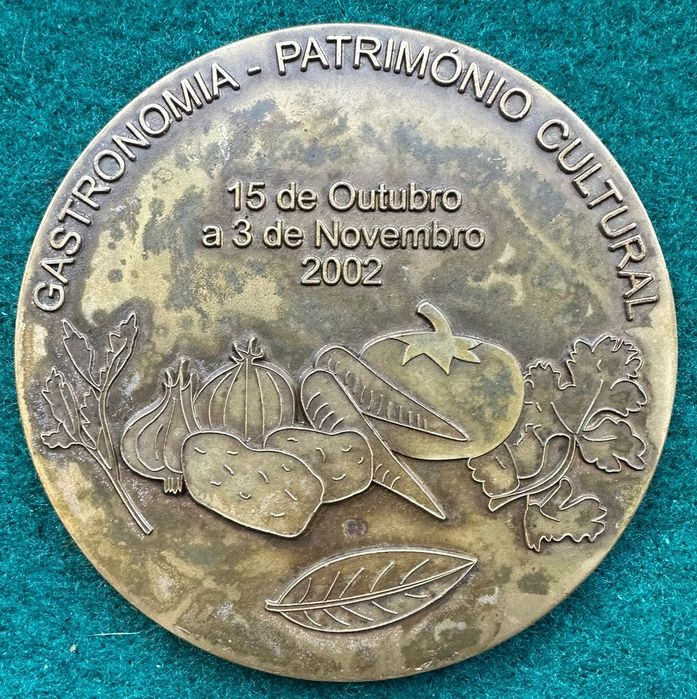 GASTRONOMIA - PATRIMÓNIO CULTURAL
15 de Outubro
a 3 de Novembro
2002